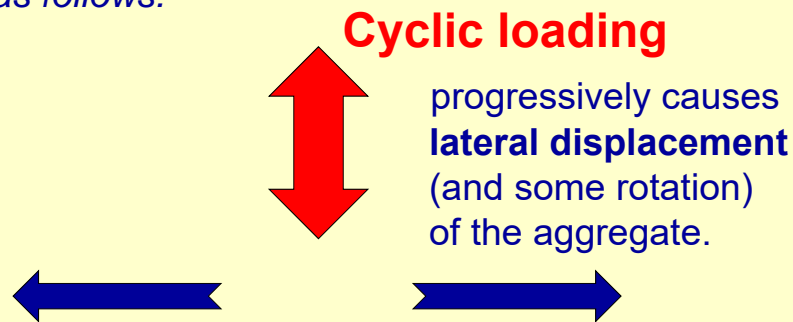 as follows:
Cyclic loading
progressively causes
lateral displacement
(and some rotation)
of the aggregate.